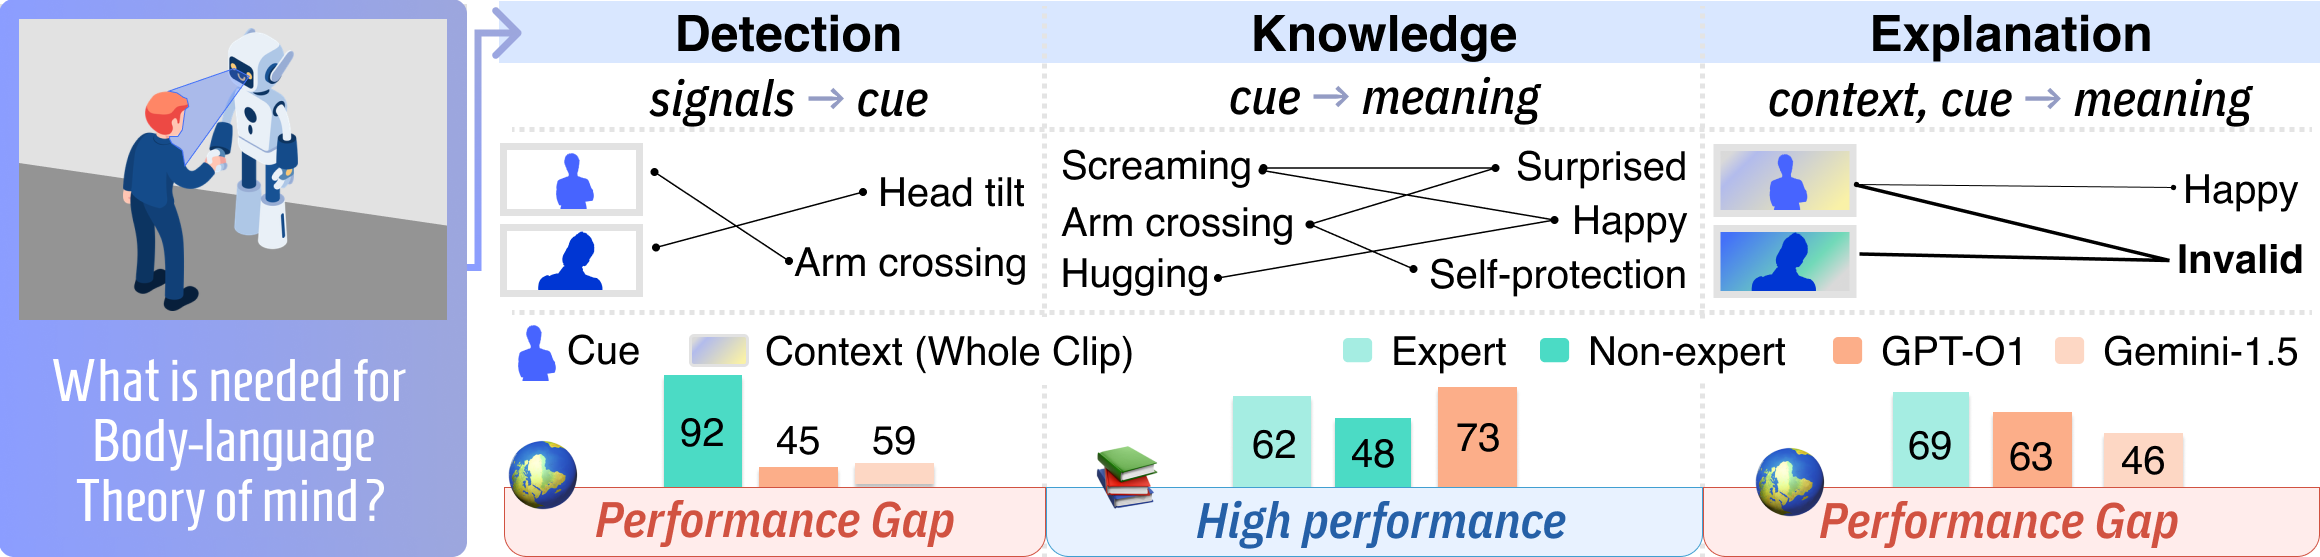 What is needed for
Body-language
Theory of mind?
Detection
signals → cue
Head tilt
Arm crossing
Knowledge
cue → meaning
Screaming
Arm crossing
Hugging
Surprised
Happy
Self-protection
Explanation
context, cue → meaning
Happy
Invalid
Cue
Context (Whole Clip)
Expert
Non-expert
GPT-O1
Gemini-1.5
92
45
59
Performance Gap
62
48
73
High performance
69
63
46
Performance Gap